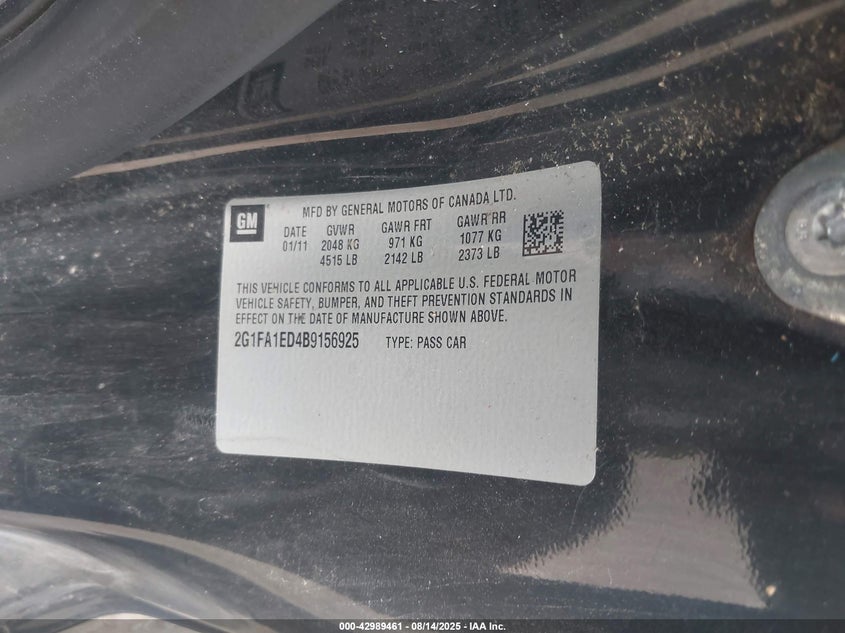 GM
MFD BY GENERAL MOTORS OF CANADA LTD.
DATE GVWR GAWR FRT GAWR RR
01/11 2048 KG 971 KG 1077 KG
4515 LB 2142 LB 2373 LB
THIS VEHICLE CONFORMS TO ALL APPLICABLE U.S. FEDERAL MOTOR
VEHICLE SAFETY, BUMPER, AND THEFT PREVENTION STANDARDS IN
EFFECT ON THE DATE OF MANUFACTURE SHOWN ABOVE.
2G1FA1ED4B9156925 TYPE: PASS CAR
000-42989461 - 08/14/2025 - IAA Inc.